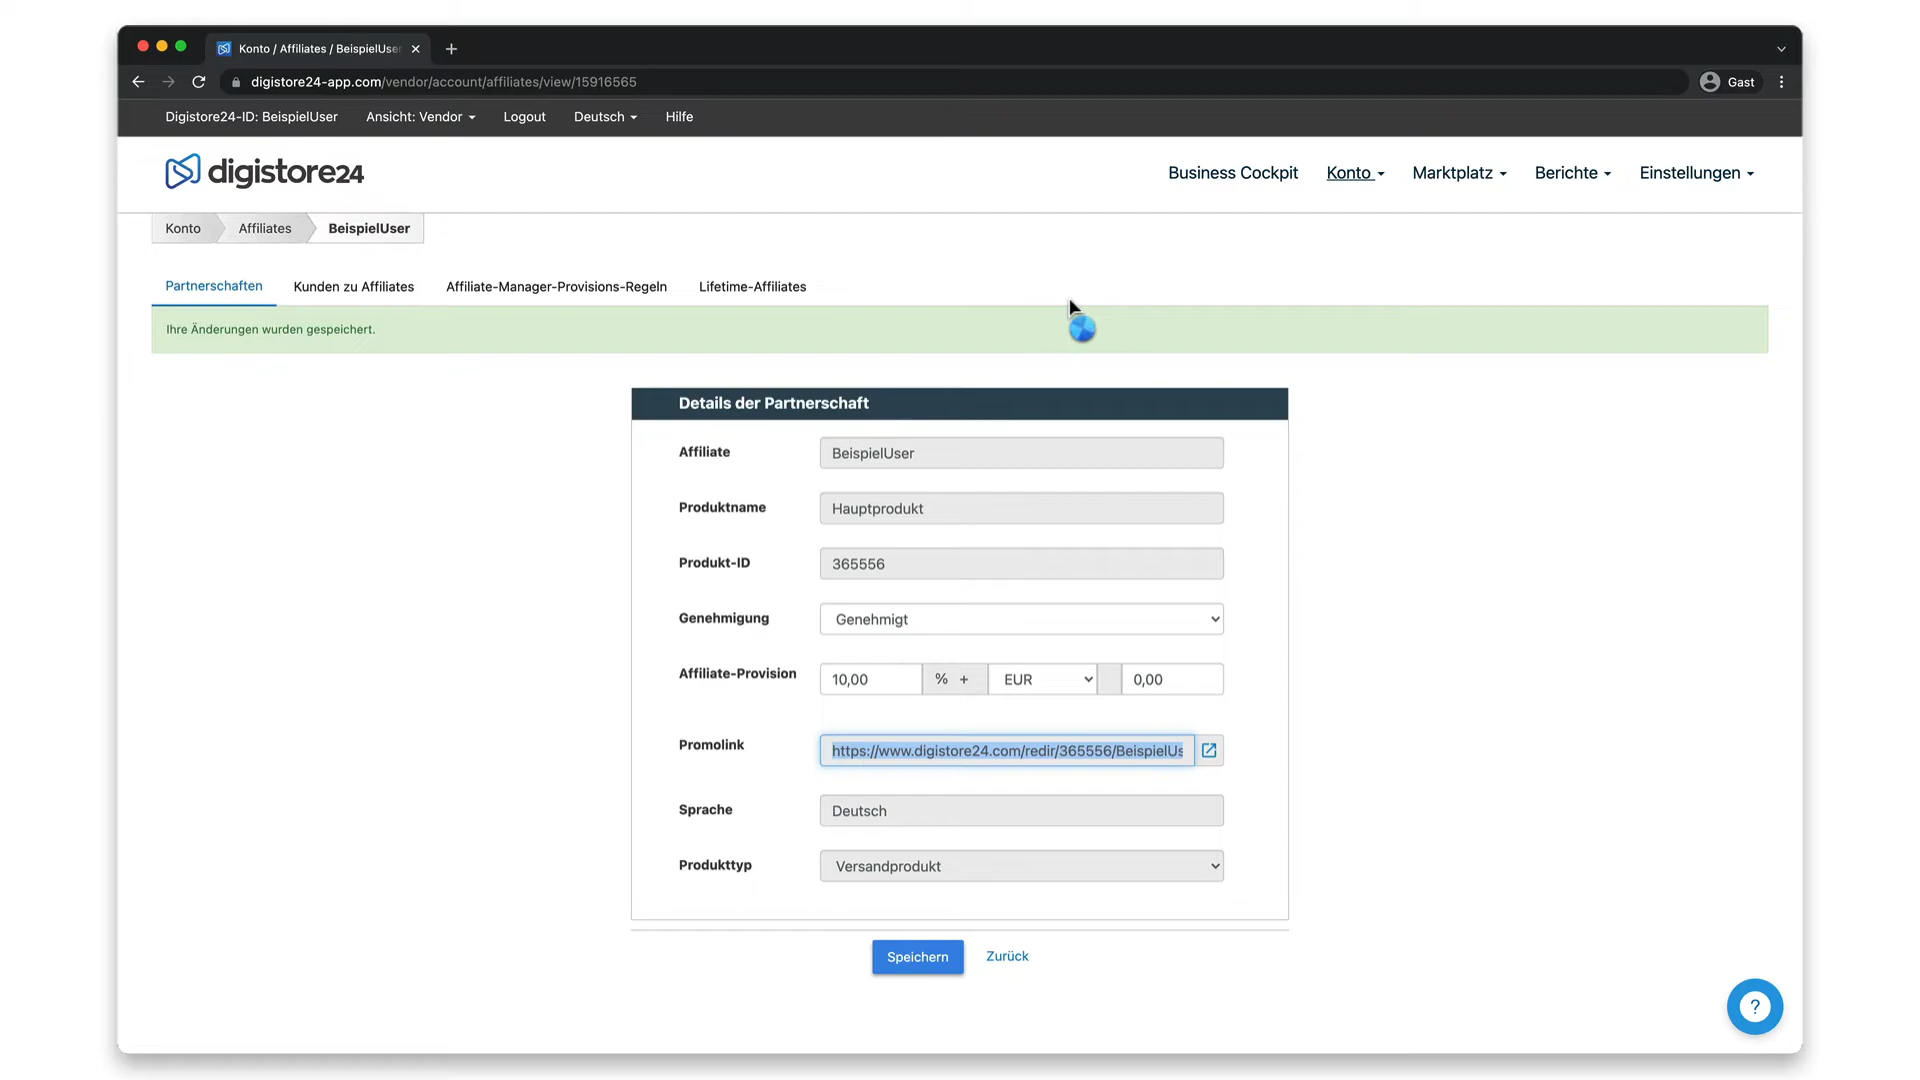 Konto / Affiliates / BeispielUser
digistore24-app.com/vendor/account/affiliates/view/15916565
Gast
Digistore24-ID: BeispielUser Ansicht: Vendor Logout Deutsch Hilfe
digistore24
Business Cockpit Konto Marktplatz Berichte Einstellungen
Konto Affiliates BeispielUser
Partnerschaften Kunden zu Affiliates Affiliate-Manager-Provisions-Regeln Lifetime-Affiliates
Ihre Änderungen wurden gespeichert.
Details der Partnerschaft
Affiliate BeispielUser
Produktname Hauptprodukt
Produkt-ID 365556
Genehmigung Genehmigt
Affiliate-Provision 10,00 % + EUR 0,00
Promolink https://www.digistore24.com/redir/365556/BeispielUs
Sprache Deutsch
Produkttyp Versandprodukt
Speichern Zurück
?